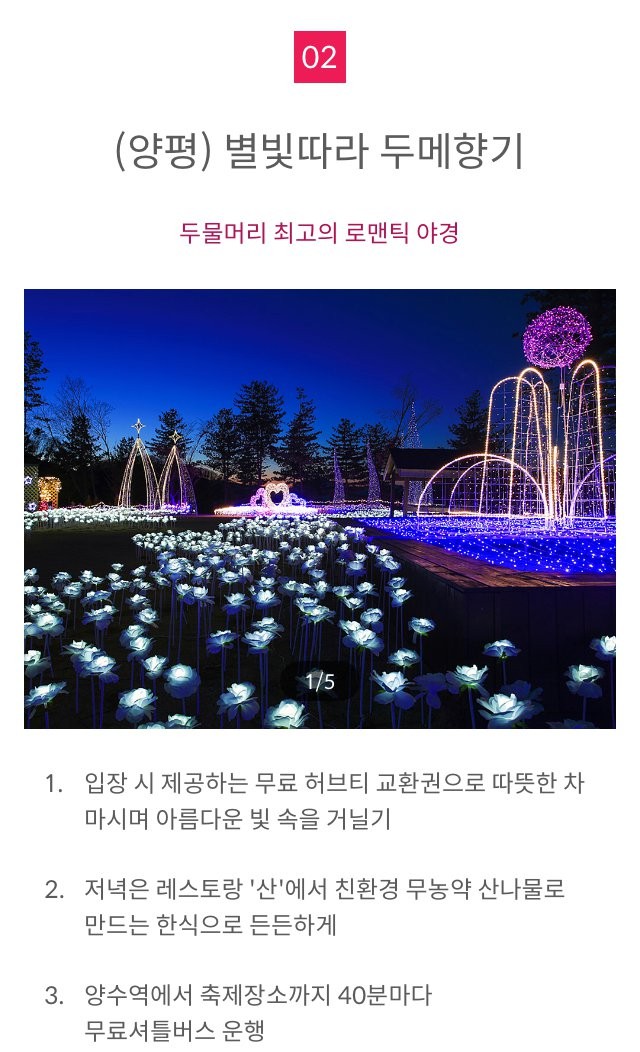 02
(양평) 별빛따라 두메향기
두물머리 최고의 로맨틱 야경
1/5
1. 입장 시 제공하는 무료 허브티 교환권으로 따뜻한 차
마시며 아름다운 빛 속을 거닐기
2. 저녁은 레스토랑 '산'에서 친환경 무농약 산나물로
만드는 한식으로 든든하게
3. 양수역에서 축제장소까지 40분마다
무료셔틀버스 운행